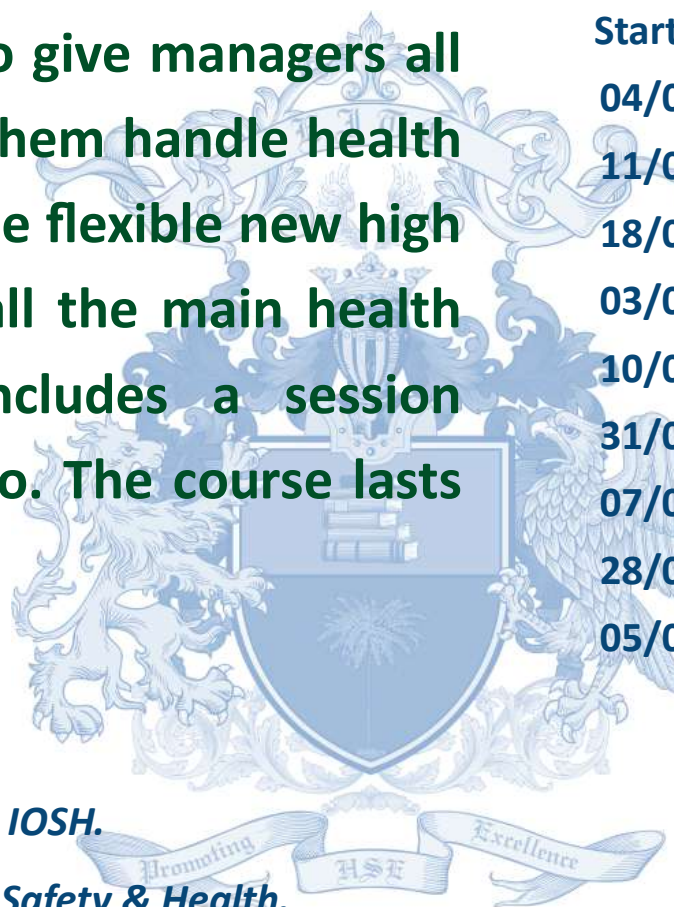 o give managers all
hem handle health
e flexible new high
all the main health
ncludes a session
o. The course lasts
Start
04/0
11/0
18/0
03/0
10/0
31/0
07/0
28/0
05/0
IOSH.
Promoting HSE Excellence
Safety & Health.